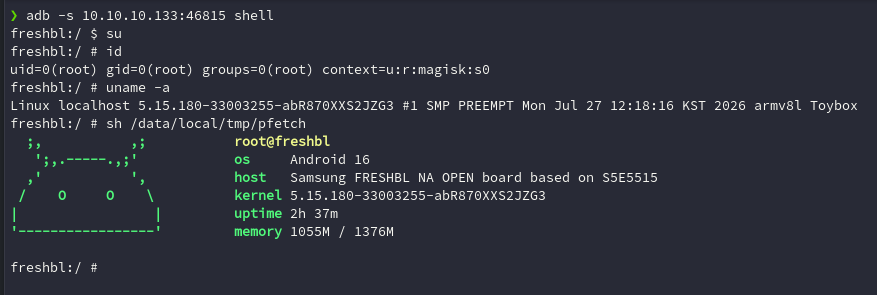 ❯ adb -s 10.10.10.133:46815 shell
freshbl:/ $ su
freshbl:/ # id
uid=0(root) gid=0(root) groups=0(root) context=u:r:magisk:s0
freshbl:/ # uname -a
Linux localhost 5.15.180-33003255-abR870XXS2JZG3 #1 SMP PREEMPT Mon Jul 27 12:18:16 KST 2026 armv8l Toybox
freshbl:/ # sh /data/local/tmp/pfetch
  ;,           ,;          root@freshbl
   ';,.-----.,;'           os     Android 16
  ,'           ',          host   Samsung FRESHBL NA OPEN board based on S5E5515
 /    O     O    \         kernel 5.15.180-33003255-abR870XXS2JZG3
|                 |        uptime 2h 37m
'-----------------'        memory 1055M / 1376M
freshbl:/ #